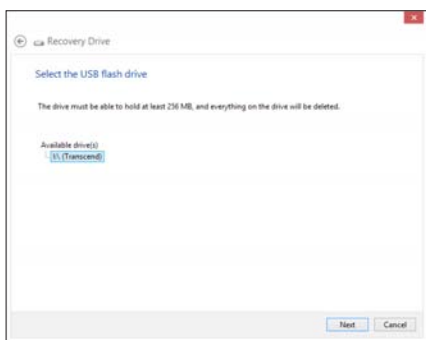 Recovery Drive
Select the USB flash drive
The drive must be able to hold at least 256 MB, and everything on the drive will be deleted.
Available drive(s)
(Transcend)
Next Cancel